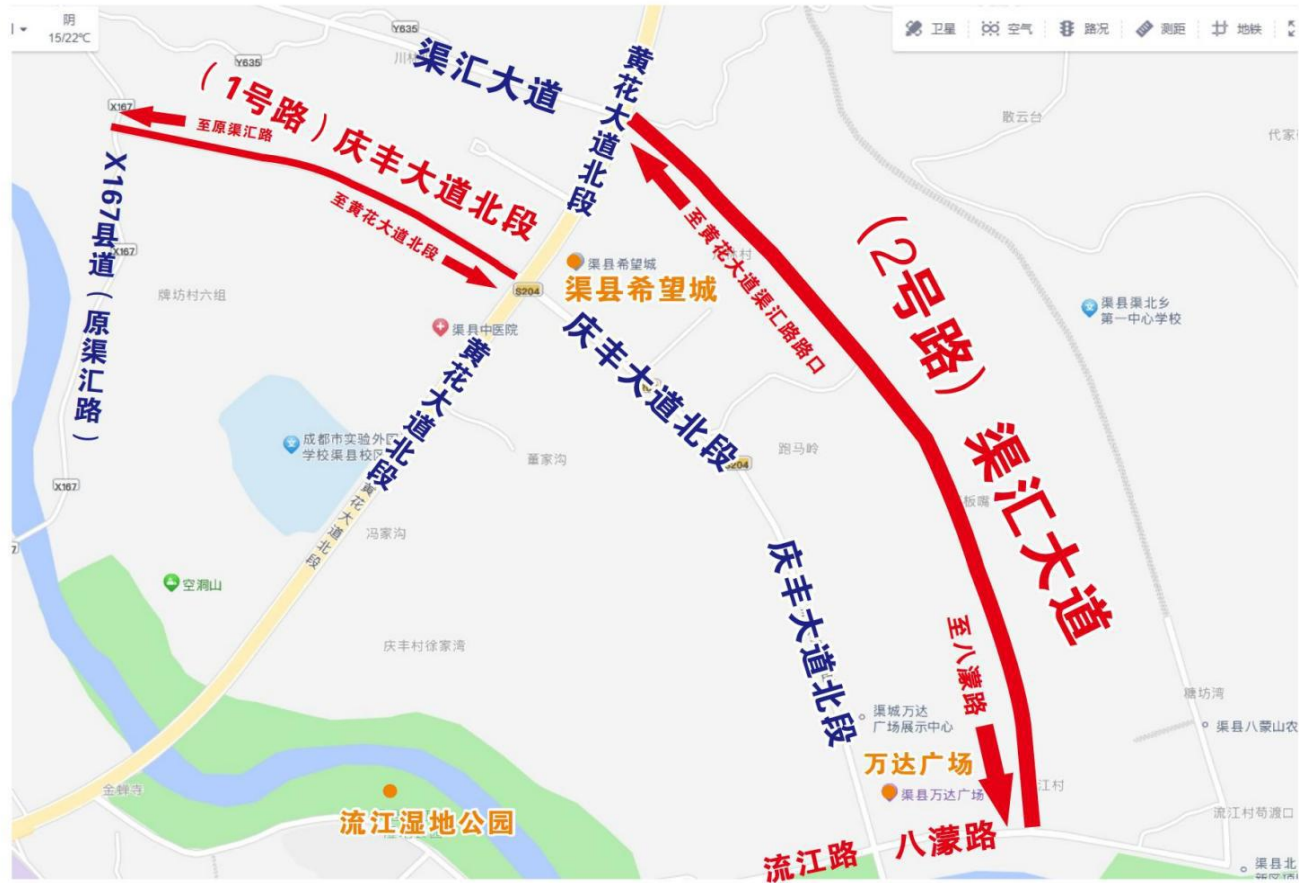 阴
15/22℃
卫星
空气
路况
测距
地铁
Y635
Y635
渠汇大道
黄花大道北段
敢云台
X167
至原渠汇路
(1号路)庆丰大道北段
至黄花大道北段
X167县道(原渠汇路)
X167
牌坊村六组
S204
渠县希望城
渠县希望城
渠县中医院
黄花大道北段
庆丰大道北段
至黄花大道渠汇路路口
(2号路)渠汇大道
渠县渠北乡
第一中心学校
成都市实验外国
学校渠县校区
董家沟
跑马岭
S204
板嘴
X167
黄花大道北段
冯家沟
空洞山
庆丰村徐家湾
庆丰大道北段
至八濛路
渠城万达
广场展示中心
糖坊湾
渠县八蒙山农
万达广场
渠县万达广场
江村
金蝉寺
流江湿地公园
流江村苟渡口
流江路
八濛路
渠县北